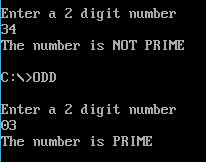 Enter a 2 digit number
34
The number is NOT PRIME
C:\>ODD
Enter a 2 digit number
03
The number is PRIME